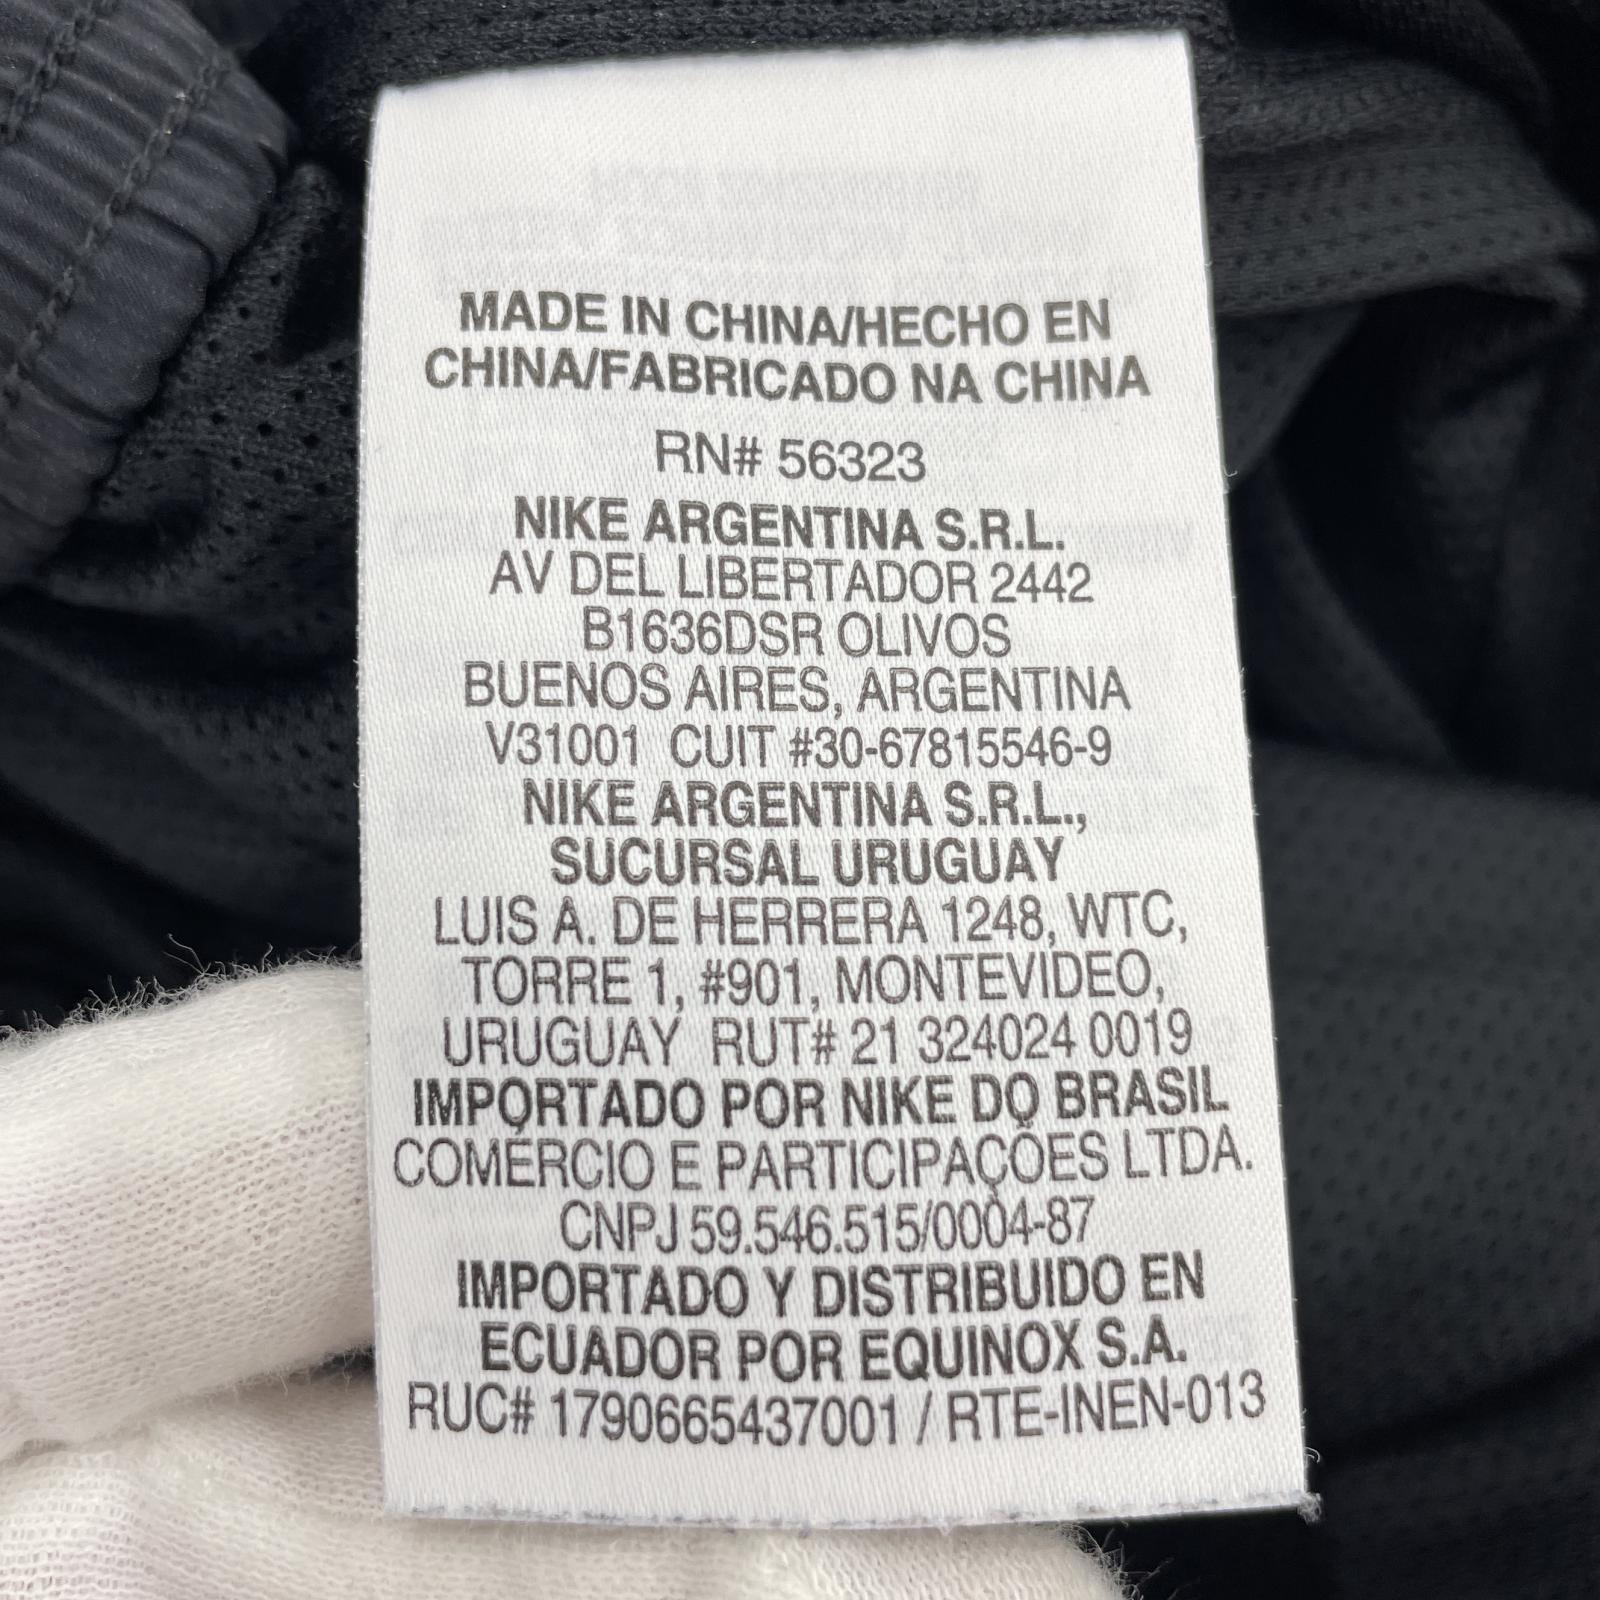 MADE IN CHINA/HECHO EN
CHINA/FABRICADO NA CHINA
RN# 56323
NIKE ARGENTINA S.R.L.
AV DEL LIBERTADOR 2442
B1636DSR OLIVOS
BUENOS AIRES, ARGENTINA
V31001 CUIT #30-67815546-9
NIKE ARGENTINA S.R.L.,
SUCURSAL URUGUAY
LUIS A. DE HERRERA 1248, WTC,
TORRE 1, #901, MONTEVIDEO,
URUGUAY RUT# 21 324024 0019
IMPORTADO POR NIKE DO BRASIL
COMÉRCIO E PARTICIPAÇÕES LTDA.
CNPJ 59.546.515/0004-87
IMPORTADO Y DISTRIBUIDO EN
ECUADOR POR EQUINOX S.A.
RUC# 1790665437001 / RTE-INEN-013